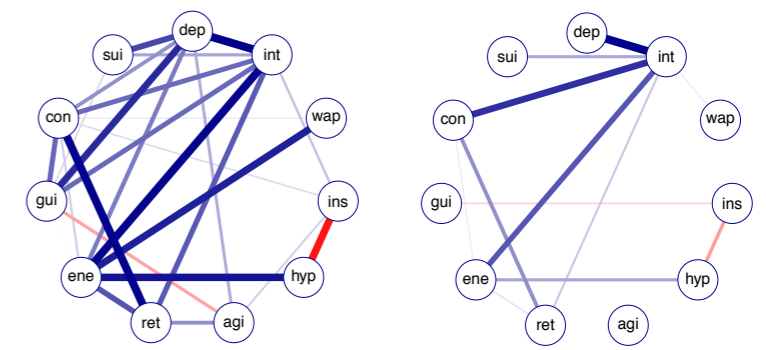 dep
sui
int
con
wap
gui
ins
ene
hyp
ret
agi
dep
sui
int
con
wap
gui
ins
ene
hyp
ret
agi